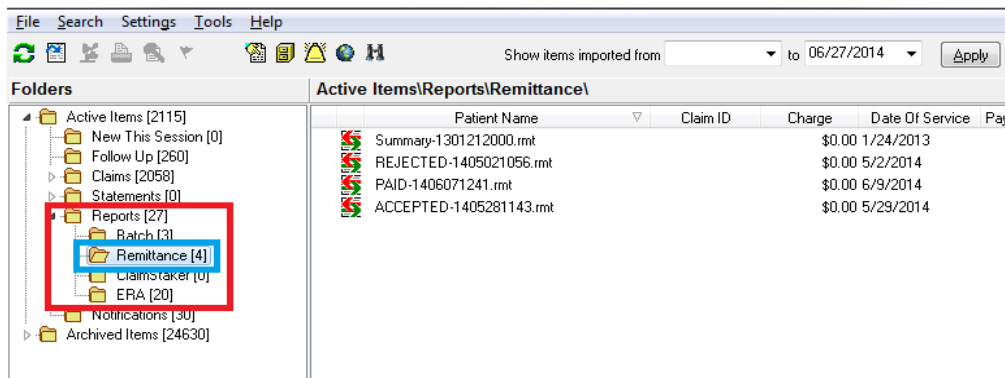 File Search Settings Tools Help
Show items imported from to 06/27/2014 Apply
Folders
Active Items [2115]
New This Session [0]
Follow Up [260]
Claims [2058]
Statements [0]
Reports [27]
Batch [3]
Remittance [4]
ClaimStaker [0]
ERA [20]
Notifications [30]
Archived Items [24630]
Active Items\Reports\Remittance\
Patient Name Claim ID Charge Date Of Service Pay
Summary-1301212000.rmt $0.00 1/24/2013
REJECTED-1405021056.rmt $0.00 5/2/2014
PAID-1406071241.rmt $0.00 6/9/2014
ACCEPTED-1405281143.rmt $0.00 5/29/2014